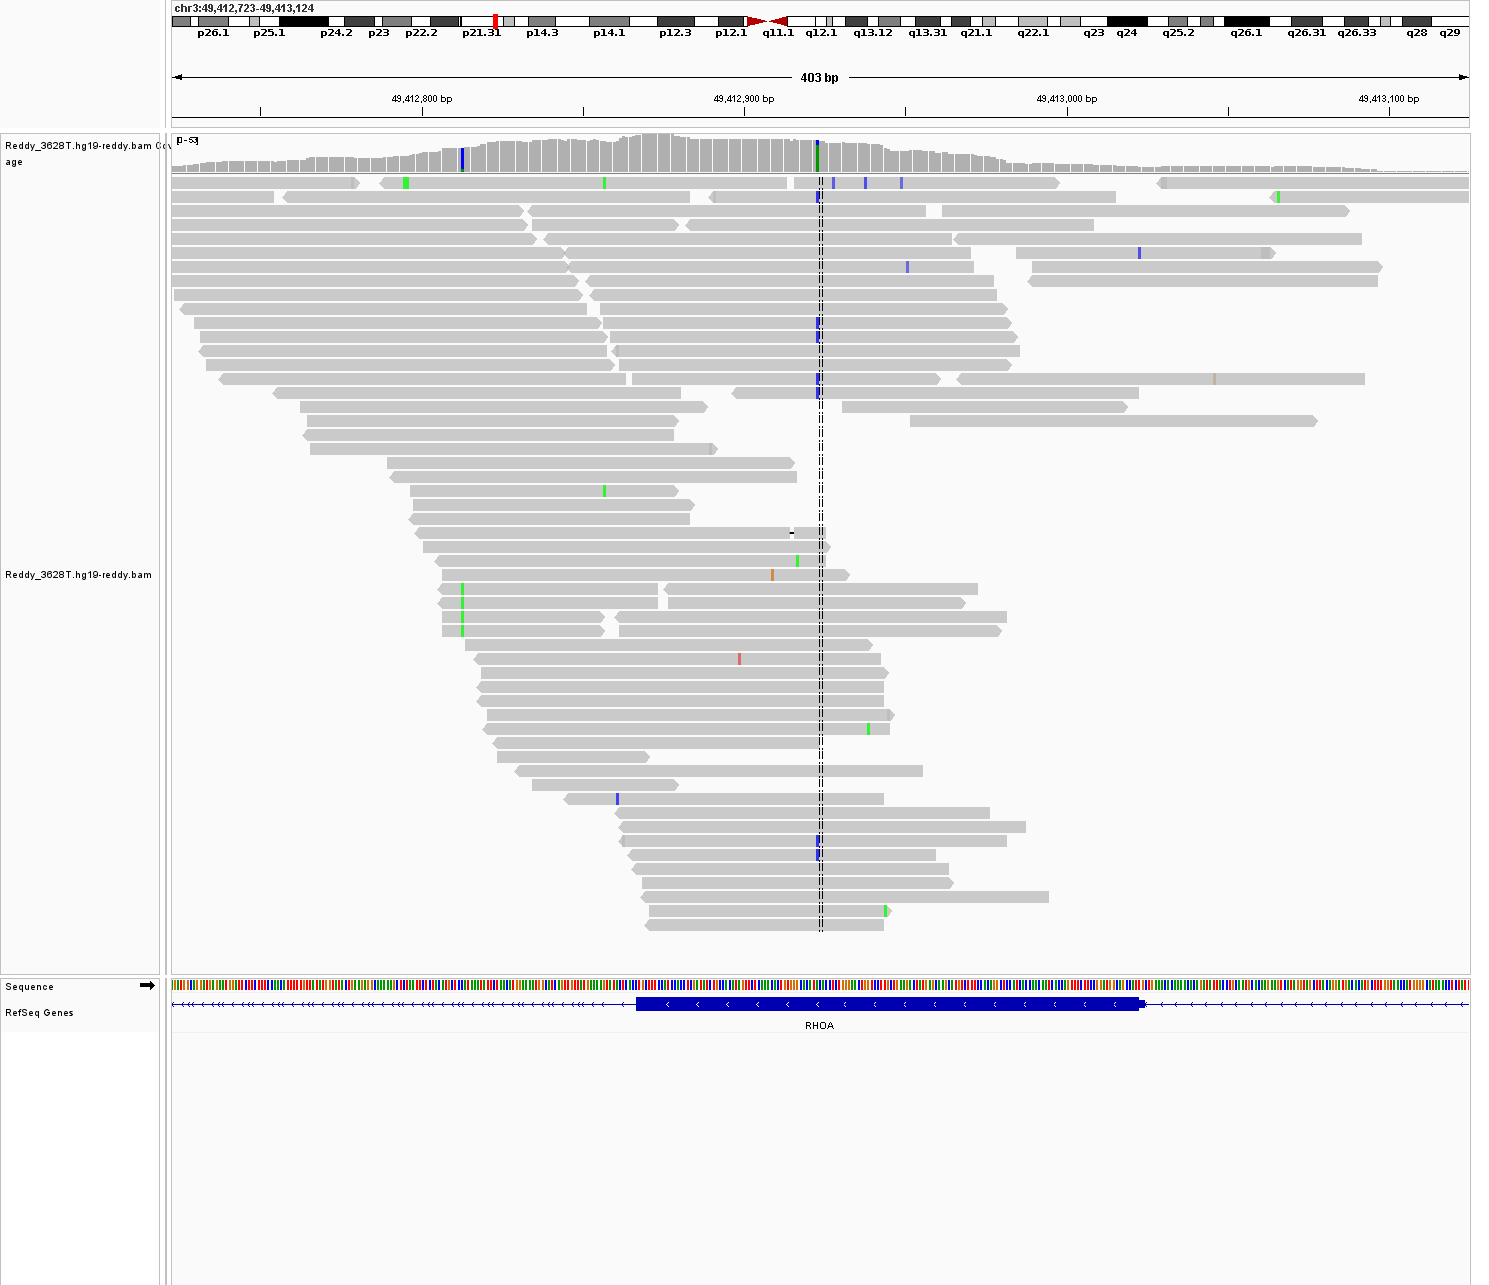 chr3:49,412,723-49,413,124
p26.1 p25.1 p24.2 p23 p22.2 p21.31 p14.3 p14.1 p12.3 p12.1 q11.1 q12.1 q13.12 q13.31 q21.1 q22.1 q23 q24 q25.2 q26.1 q26.31 q26.33 q28 q29
403 bp
49,412,800 bp 49,412,900 bp 49,413,000 bp 49,413,100 bp
Reddy_3628T.hg19-reddy.bam Cov
age
Reddy_3628T.hg19-reddy.bam
Sequence
RefSeq Genes
RHOA